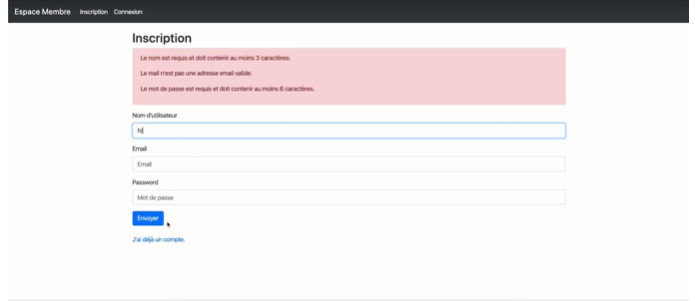 Espace Membre Inscription Connexion
Inscription
Le nom est requis et doit contenir au moins 3 caractères.
Le mail n'est pas une adresse email valide.
Le mot de passe est requis et doit contenir au moins 6 caractères.
Nom d'utilisateur
Email
Email
Password
Mot de passe
Envoyer
J'ai déjà un compte.